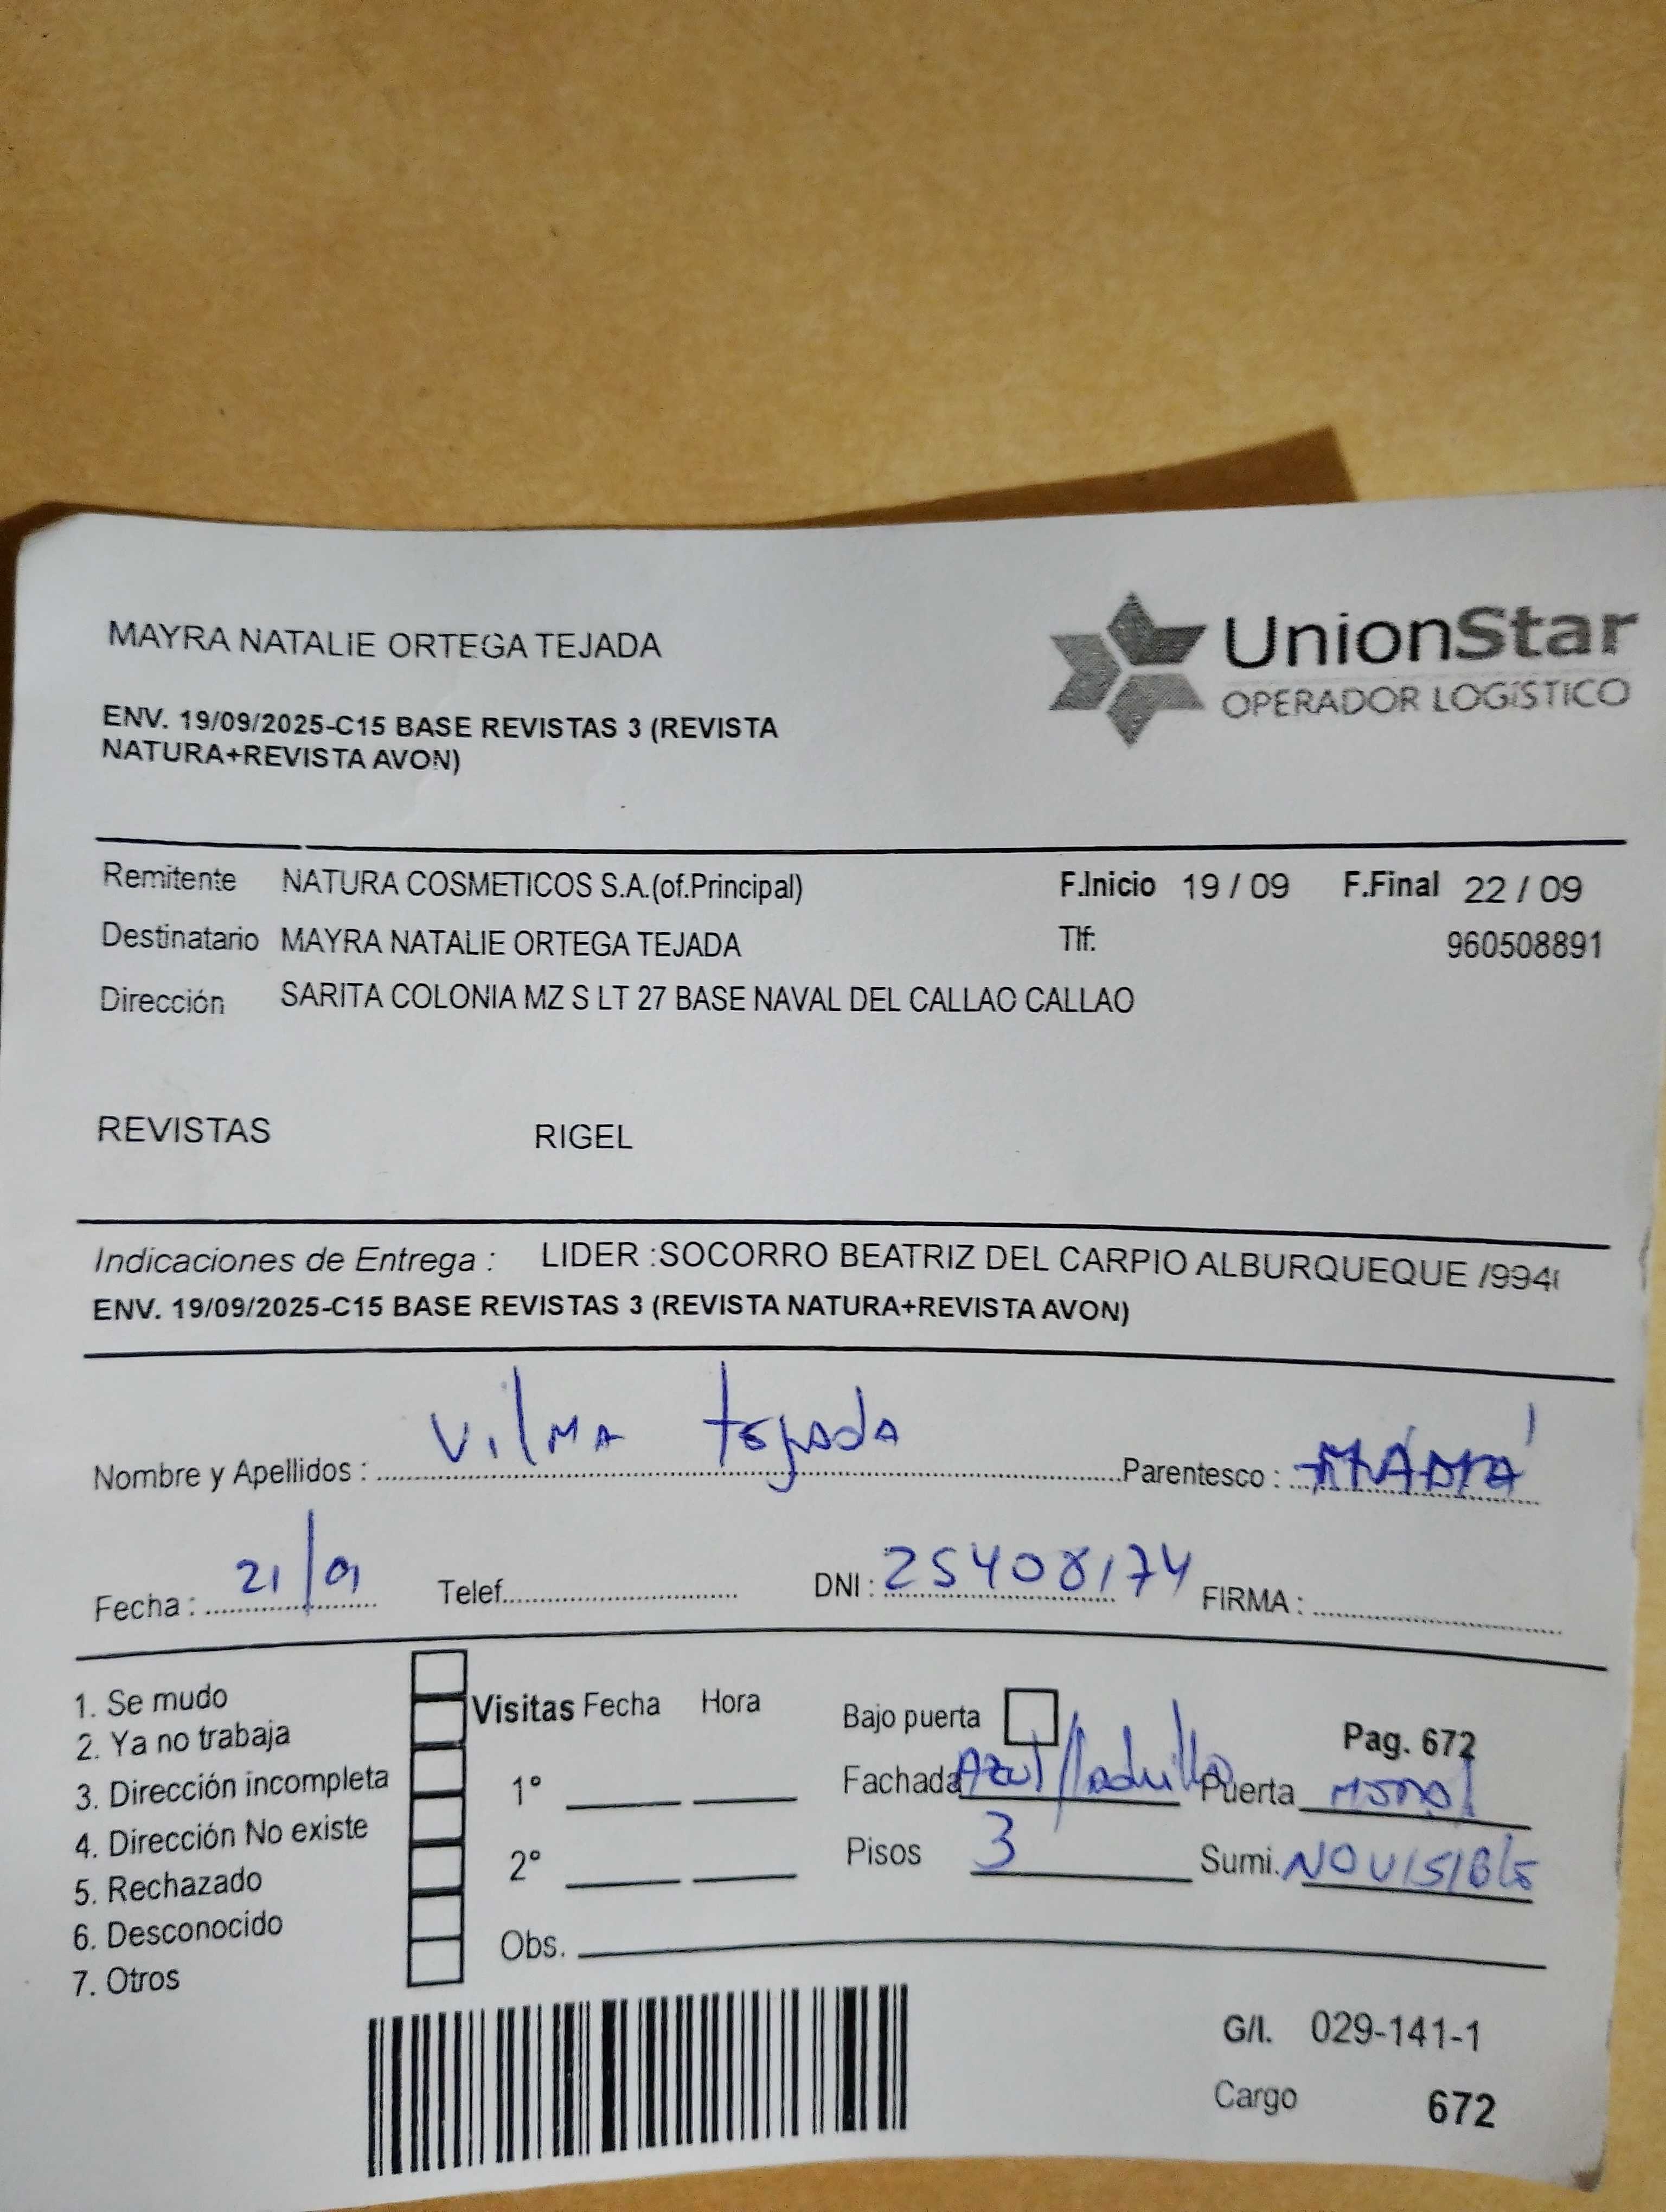 MAYRA NATALIE ORTEGA TEJADA
UnionStar
OPERADOR LOGÍSTICO
ENV. 19/09/2025-C15 BASE REVISTAS 3 (REVISTA
NATURA+REVISTA AVON)
Remitente NATURA COSMETICOS S.A.(of.Principal) F.Inicio 19 / 09 F.Final 22 / 09
Destinatario MAYRA NATALIE ORTEGA TEJADA Tlf: 960508891
Dirección SARITA COLONIA MZ S LT 27 BASE NAVAL DEL CALLAO CALLAO
REVISTAS RIGEL
Indicaciones de Entrega : LIDER :SOCORRO BEATRIZ DEL CARPIO ALBURQUEQUE /994
ENV. 19/09/2025-C15 BASE REVISTAS 3 (REVISTA NATURA+REVISTA AVON)
Nombre y Apellidos : Vilma tejada Parentesco : MAMÁ
Fecha : 21/09 Telef. DNI : 25408174 FIRMA :
1. Se mudo
2. Ya no trabaja
3. Dirección incompleta
4. Dirección No existe
5. Rechazado
6. Desconocido
7. Otros
Visitas Fecha Hora
1°
2°
Obs.
Bajo puerta Pag. 672
Fachada Azul/ladrillo Puerta Metal
Pisos 3 Sumi. NO VISIBLE
G/I. 029-141-1
Cargo 672